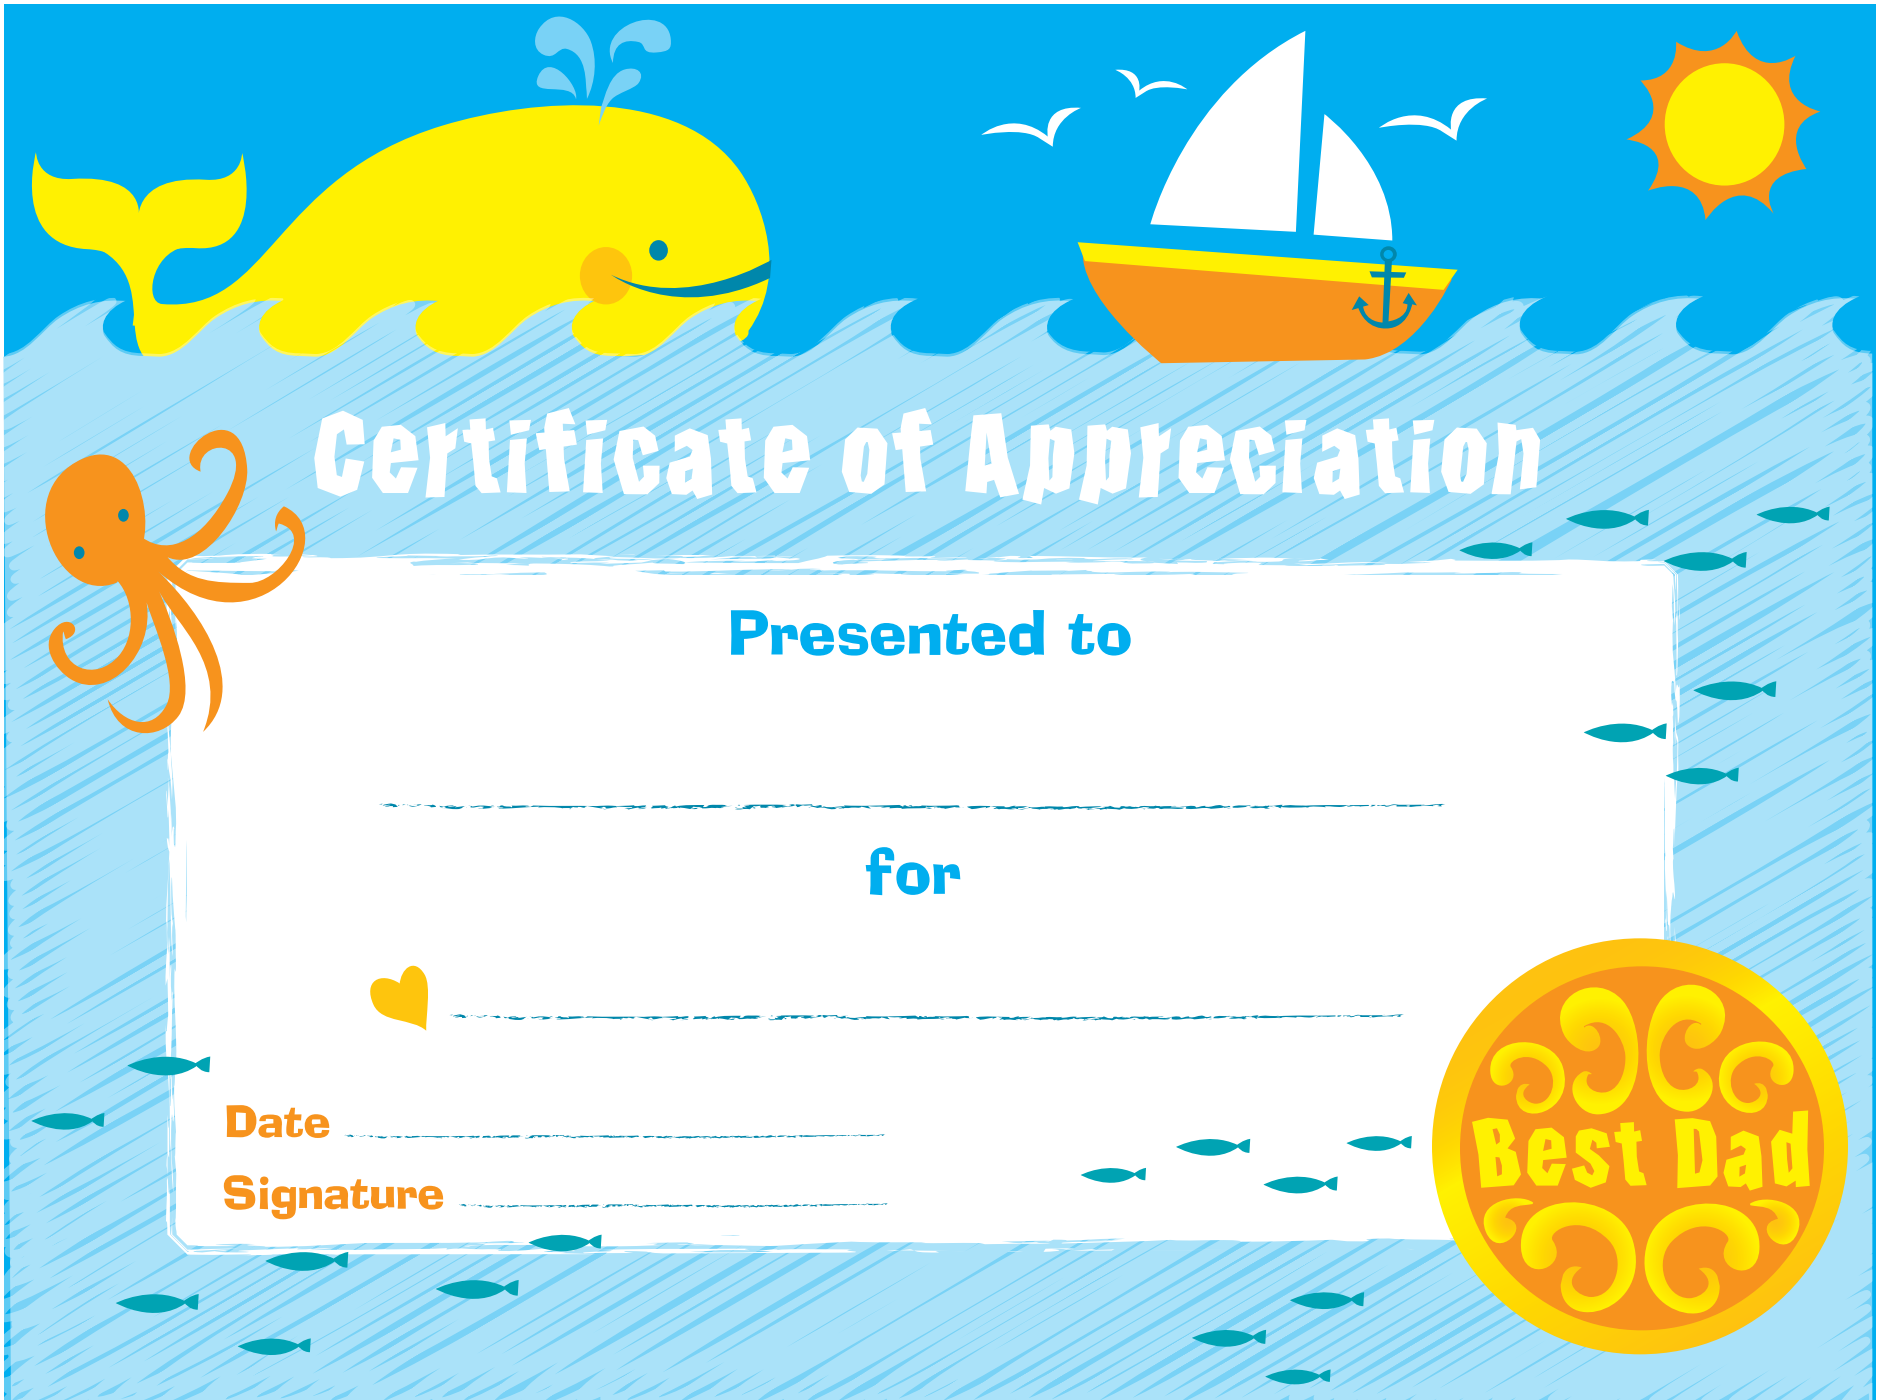 Certificate of Appreciation
Presented to
for
Date
Signature
Best Dad